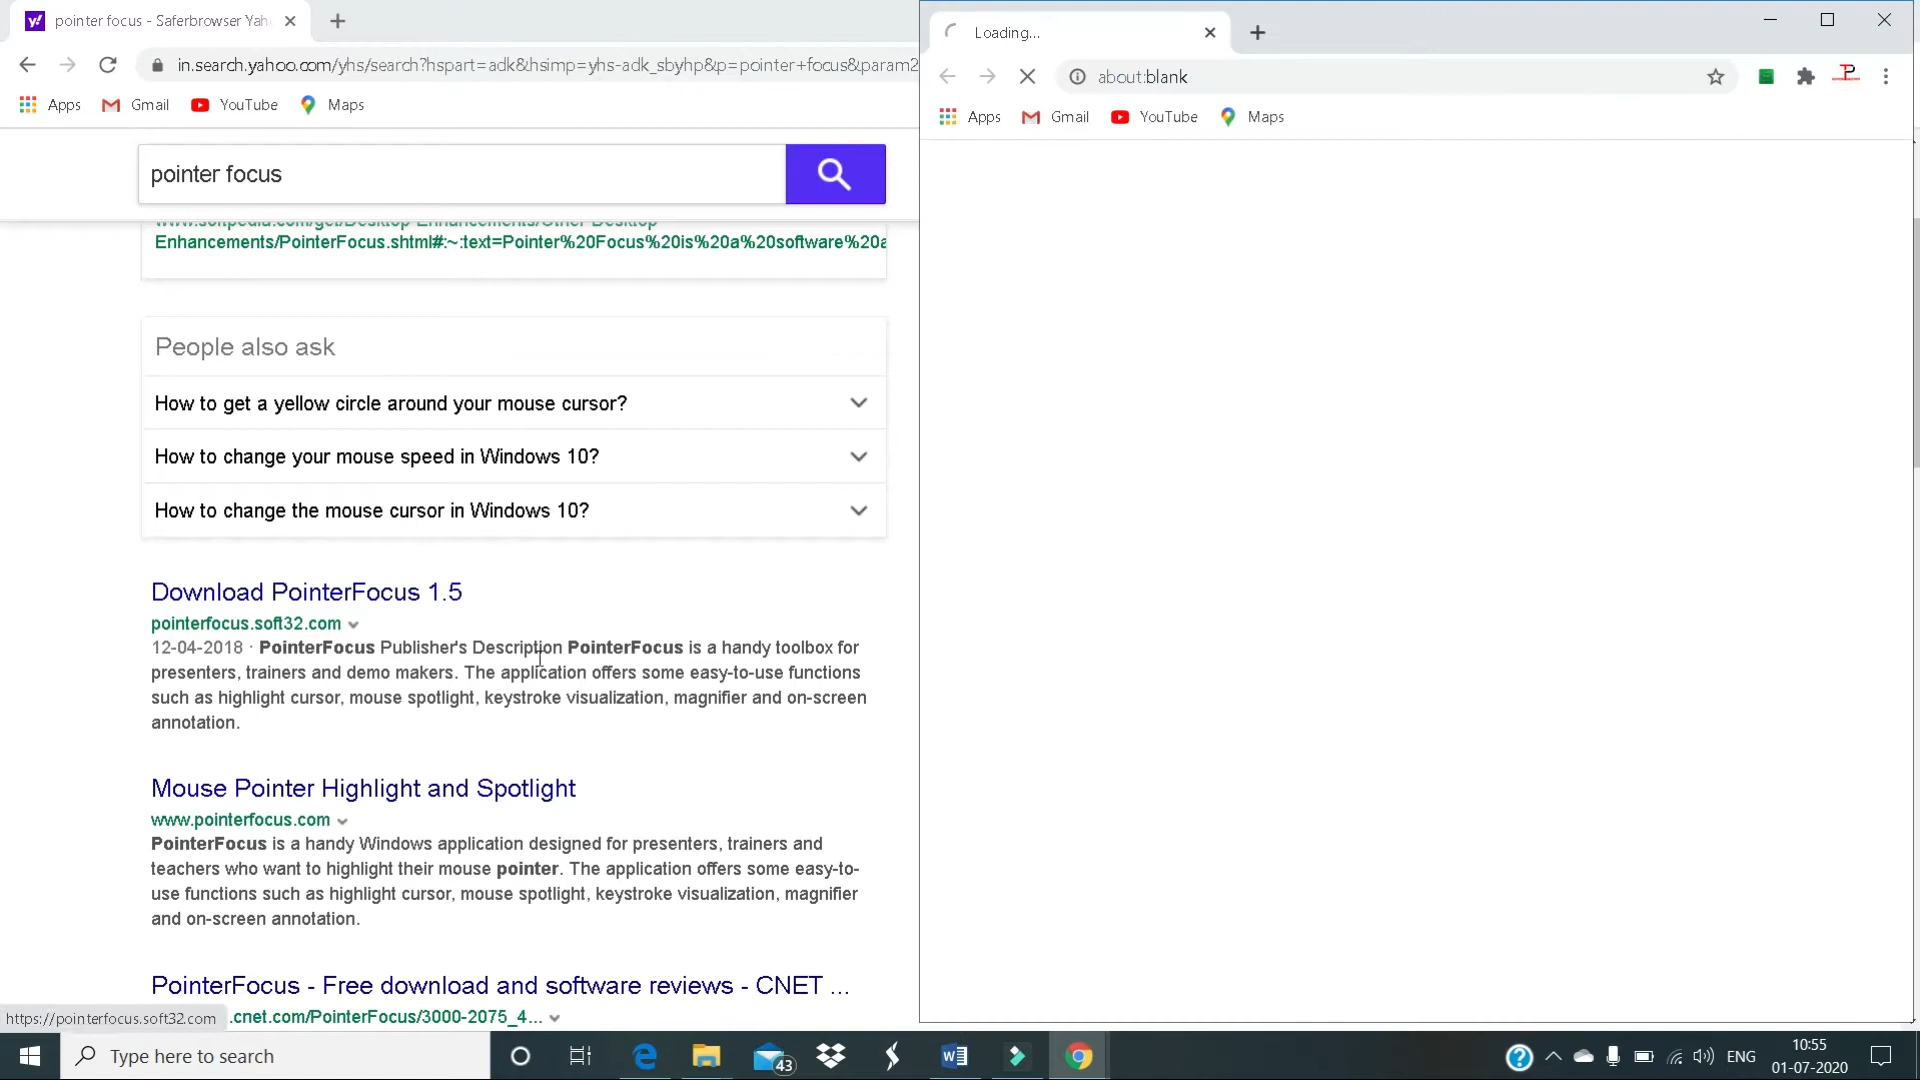 pointer focus - Saferbrowser Yah
in.search.yahoo.com/yhs/search?hspart=adk&hsimp=yhs-adk_sbyhp&p=pointer+focus&param2
Apps Gmail YouTube Maps
pointer focus
www.softpedia.com/get/Desktop-Enhancements/Other-Desktop-
Enhancements/PointerFocus.shtml#:~:text=Pointer%20Focus%20is%20a%20software%20a
People also ask
How to get a yellow circle around your mouse cursor?
How to change your mouse speed in Windows 10?
How to change the mouse cursor in Windows 10?
Download PointerFocus 1.5
pointerfocus.soft32.com
12-04-2018 · PointerFocus Publisher's Description PointerFocus is a handy toolbox for
presenters, trainers and demo makers. The application offers some easy-to-use functions
such as highlight cursor, mouse spotlight, keystroke visualization, magnifier and on-screen
annotation.
Mouse Pointer Highlight and Spotlight
www.pointerfocus.com
PointerFocus is a handy Windows application designed for presenters, trainers and
teachers who want to highlight their mouse pointer. The application offers some easy-to-
use functions such as highlight cursor, mouse spotlight, keystroke visualization, magnifier
and on-screen annotation.
PointerFocus - Free download and software reviews - CNET ...
.cnet.com/PointerFocus/3000-2075_4...
https://pointerfocus.soft32.com
Loading...
about:blank
Apps Gmail YouTube Maps
Type here to search
43
ENG
10:55
01-07-2020